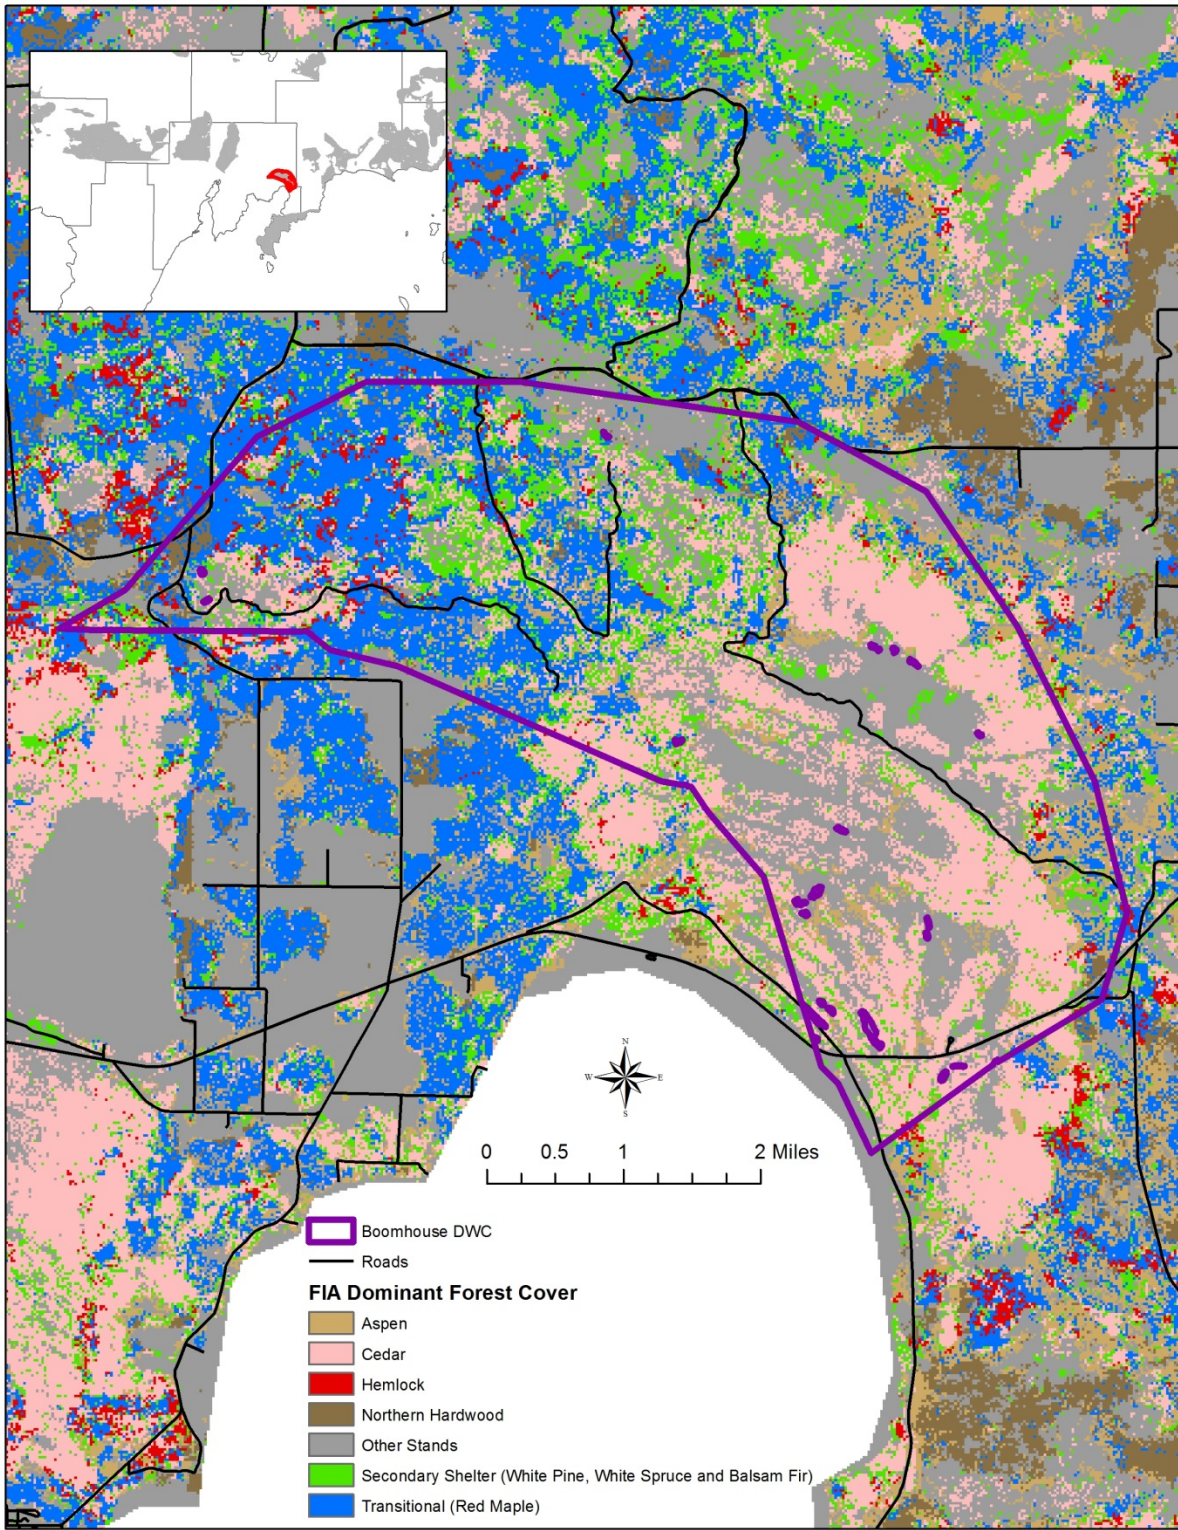 N
W E
S
0 0.5 1 2 Miles
Boomhouse DWC
Roads
FIA Dominant Forest Cover
Aspen
Cedar
Hemlock
Northern Hardwood
Other Stands
Secondary Shelter (White Pine, White Spruce and Balsam Fir)
Transitional (Red Maple)